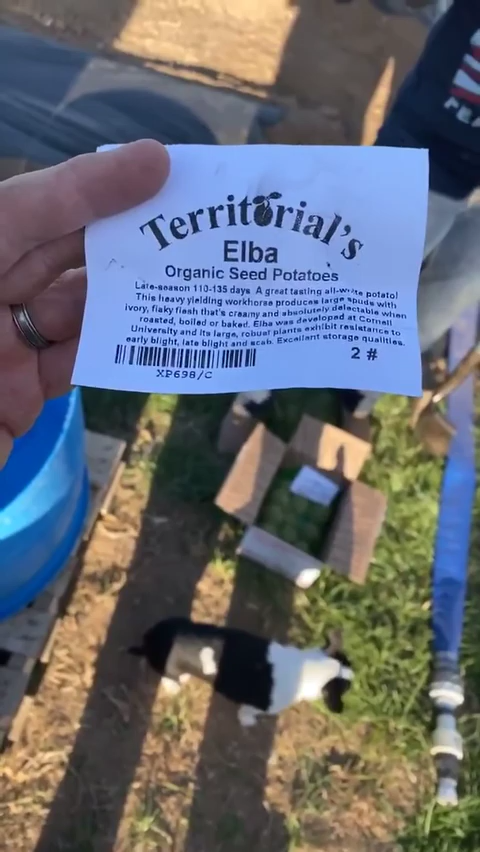 Territorial's
Elba
Organic Seed Potatoes
Late-season 110-135 days A great tasting all-white potato!
This heavy yielding workhorse produces large spuds with
ivory, flaky flesh that's creamy and absolutely delectable when
roasted, boiled or baked. Elba was developed at Cornell
University and its large, robust plants exhibit resistance to
early blight, late blight and scab. Excellent storage qualities.
2 #
XP698/C